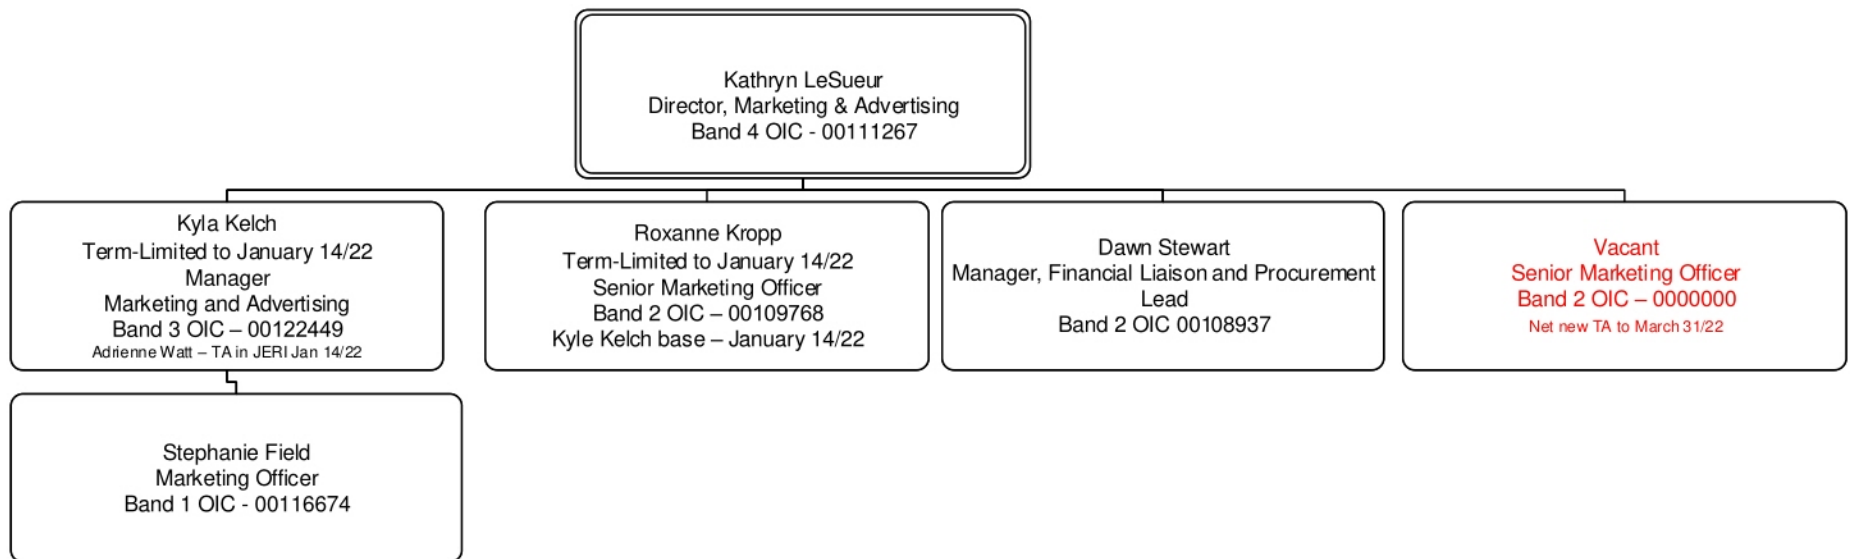 Kathryn LeSueur
Director, Marketing & Advertising
Band 4 OIC - 00111267
Kyla Kelch
Term-Limited to January 14/22
Manager
Marketing and Advertising
Band 3 OIC – 00122449
Adrienne Watt – TA in JERI Jan 14/22
Roxanne Kropp
Term-Limited to January 14/22
Senior Marketing Officer
Band 2 OIC – 00109768
Kyle Kelch base – January 14/22
Dawn Stewart
Manager, Financial Liaison and Procurement
Lead
Band 2 OIC 00108937
Vacant
Senior Marketing Officer
Band 2 OIC – 0000000
Net new TA to March 31/22
Stephanie Field
Marketing Officer
Band 1 OIC - 00116674